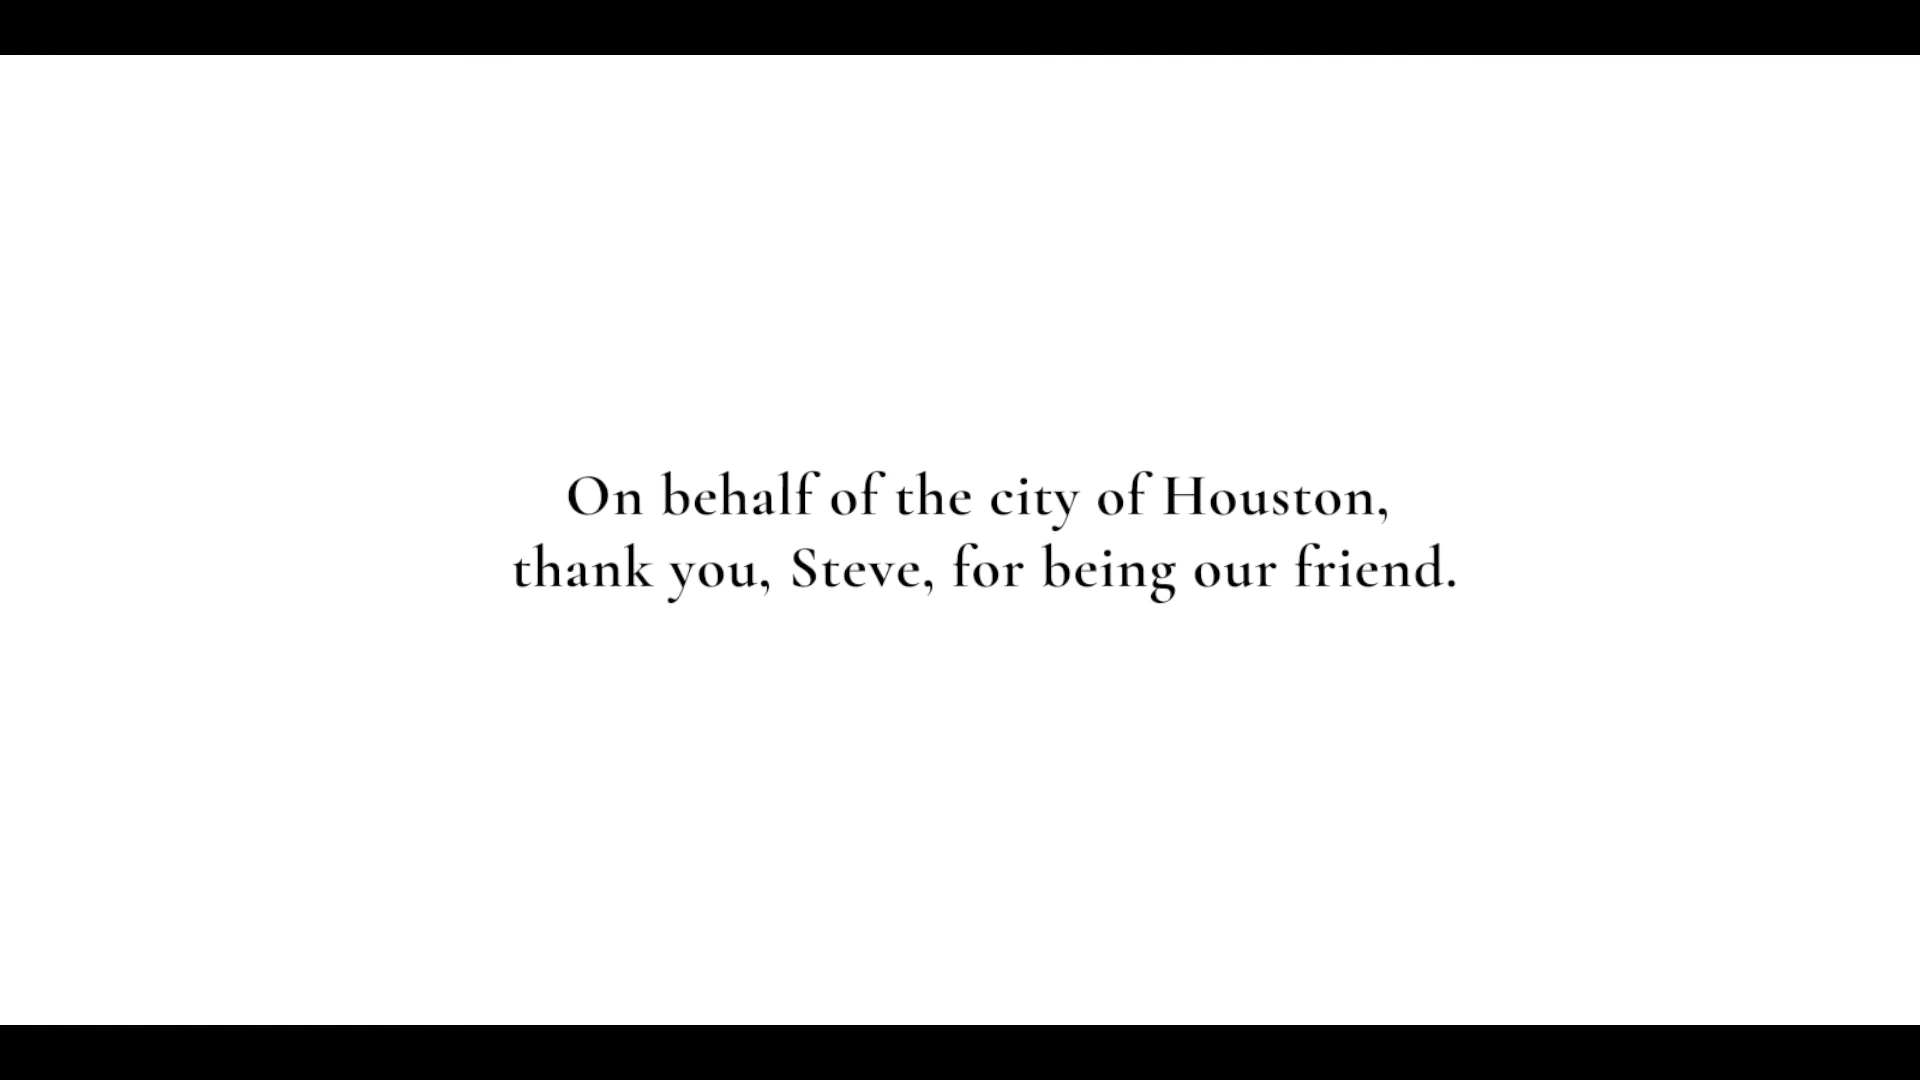 On behalf of the city of Houston,
thank you, Steve, for being our friend.